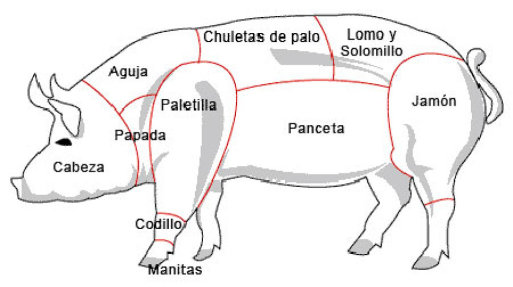 Chuletas de palo
Lomo y
Solomillo
Aguja
Paletilla
Jamón
Papada
Panceta
Cabeza
Codillo
Manitas